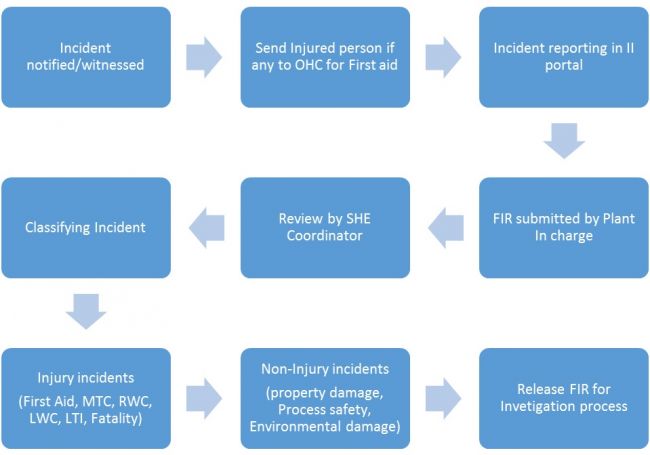 Incident
notified/witnessed
Send Injured person if
any to OHC for First aid
Incident reporting in II
portal
FIR submitted by Plant
In charge
Review by SHE
Coordinator
Classifying Incident
Injury incidents
(First Aid, MTC, RWC,
LWC, LTI, Fatality)
Non-Injury incidents
(property damage,
Process safety,
Environmental damage)
Release FIR for
Invetigation process